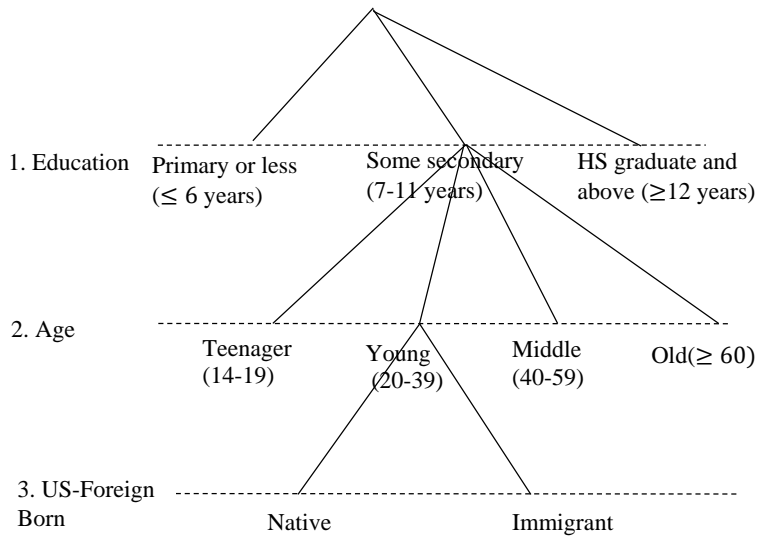 1. Education
Primary or less
(≤ 6 years)
Some secondary
(7-11 years)
HS graduate and
above (≥12 years)
2. Age
Teenager
(14-19)
Young
(20-39)
Middle
(40-59)
Old(≥ 60)
3. US-Foreign
Born
Native
Immigrant